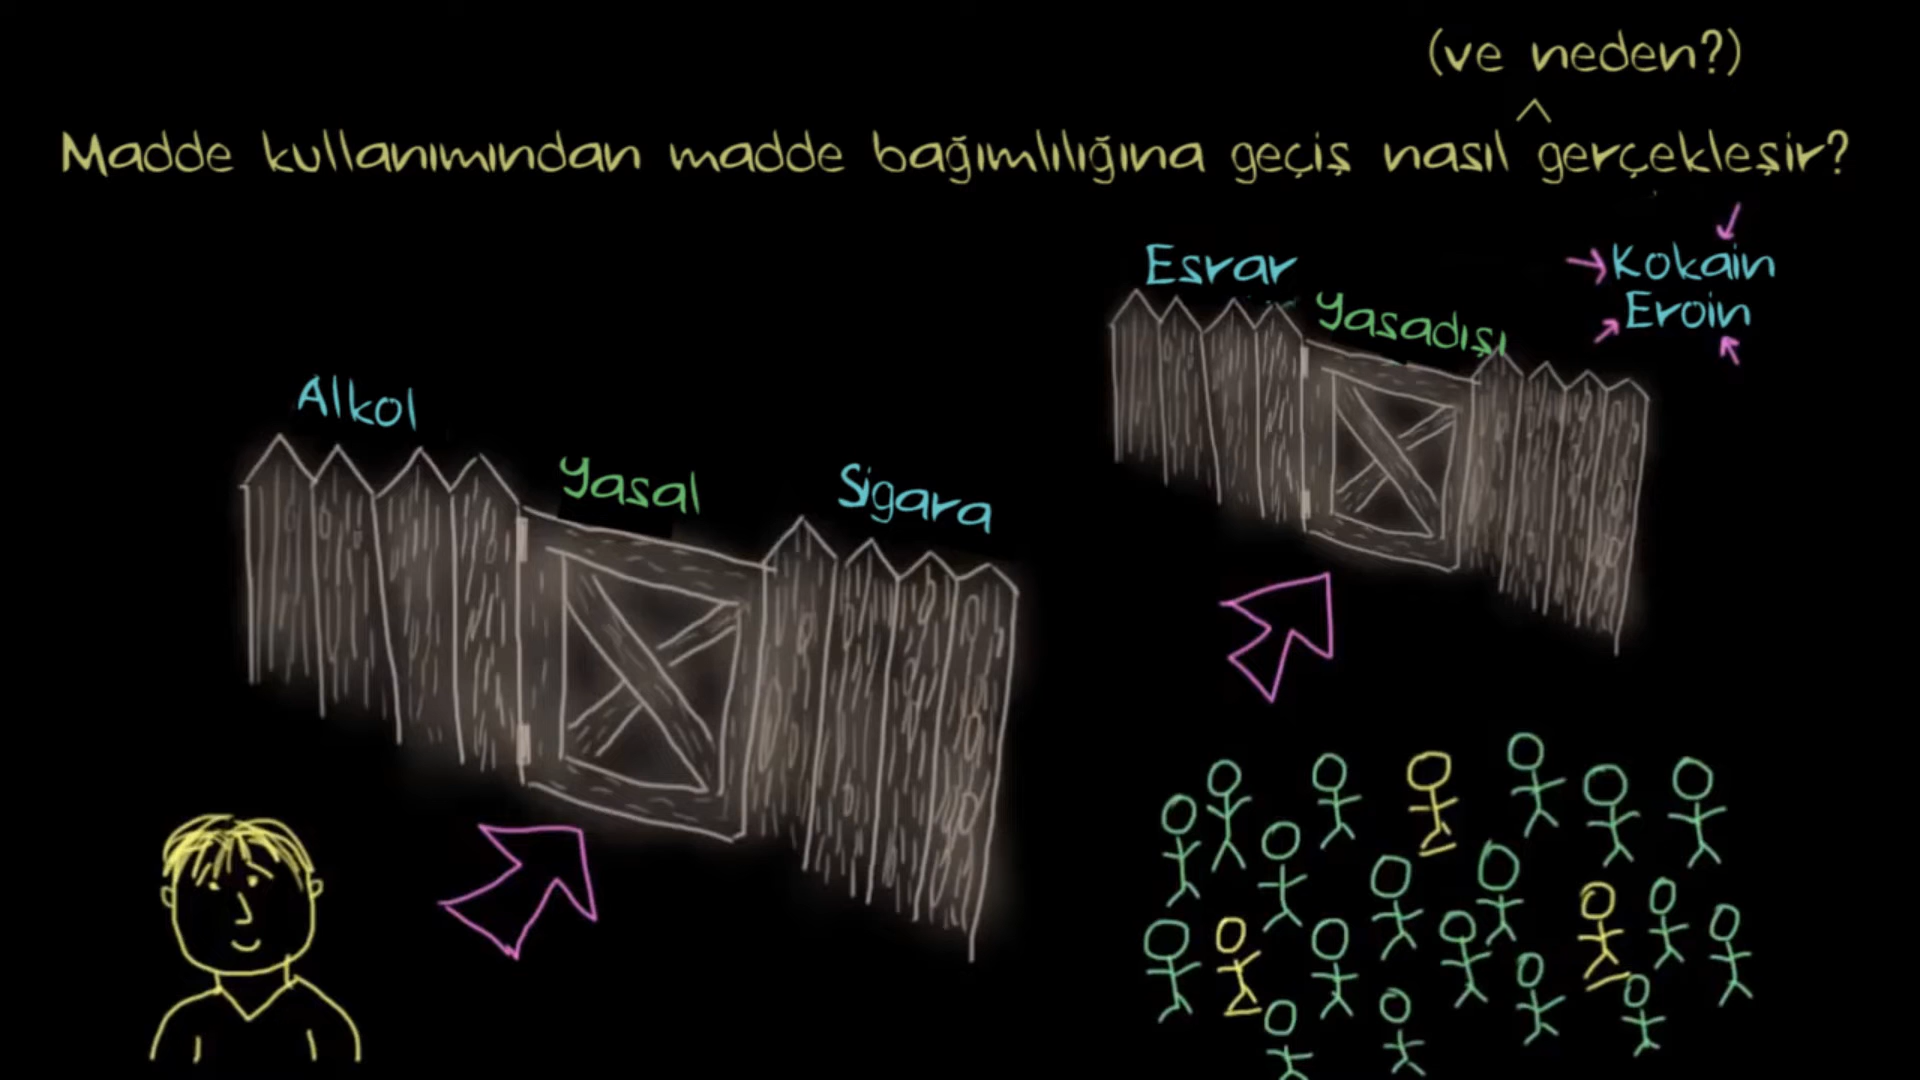 (ve neden?)
Madde kullanımından madde bağımlılığına geçiş nasıl gerçekleşir?
Esrar
Kokain
Eroin
Yasadışı
Alkol
Yasal
Sigara